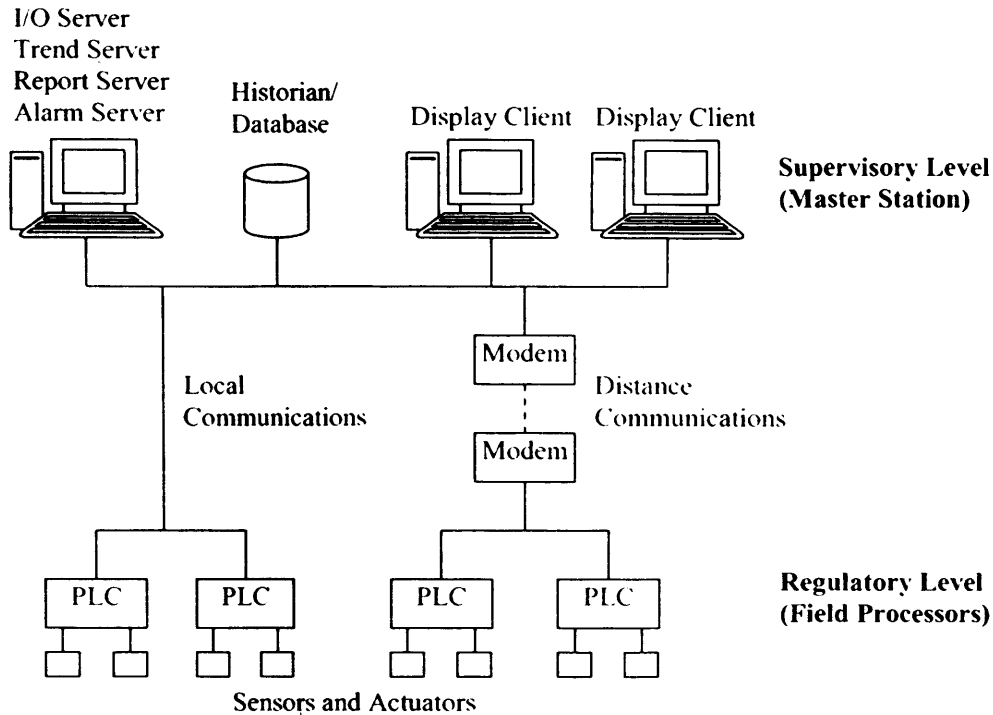 I/O Server
Trend Server
Report Server
Alarm Server
Historian/
Database
Display Client
Display Client
Supervisory Level
(Master Station)
Modem
Local
Communications
Distance
Communications
Modem
PLC
PLC
PLC
PLC
Regulatory Level
(Field Processors)
Sensors and Actuators